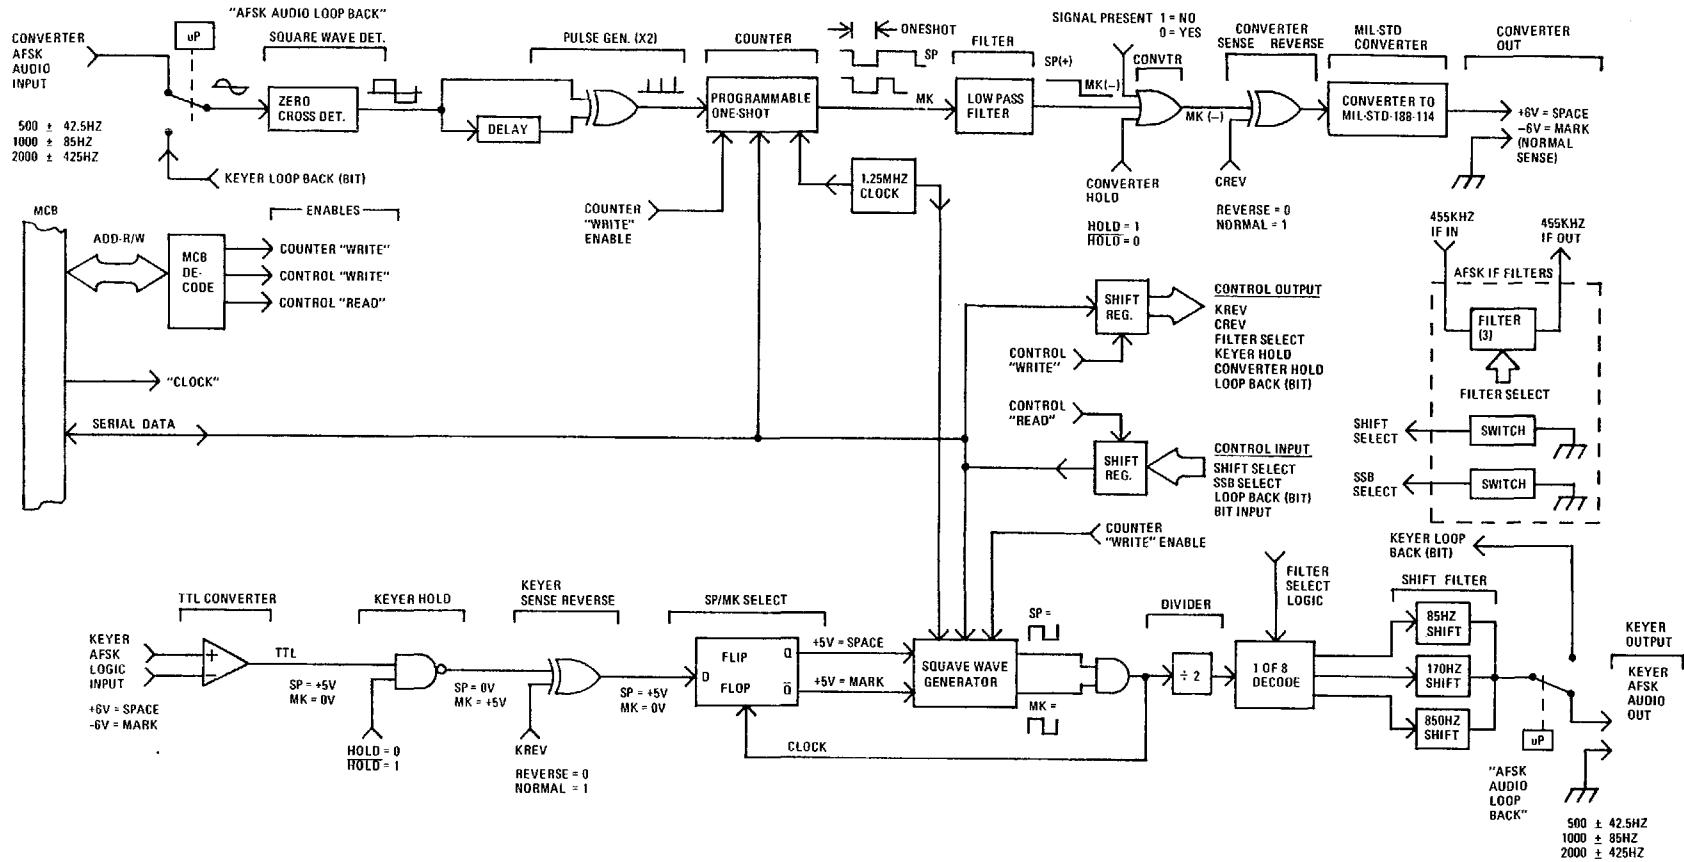 "AFSK AUDIO LOOP BACK"
CONVERTER
AFSK
AUDIO
INPUT
uP
SQUARE WAVE DET.
ZERO
CROSS DET.
500 ± 42.5HZ
1000 ± 85HZ
2000 ± 425HZ
KEYER LOOP BACK (BIT)
PULSE GEN. (X2)
DELAY
COUNTER
PROGRAMMABLE
ONE-SHOT
COUNTER
"WRITE"
ENABLE
1.25MHZ
CLOCK
ONESHOT
SP
MK
FILTER
LOW PASS
FILTER
SIGNAL PRESENT 1 = NO
0 = YES
SP(+)
MK(–)
CONVTR
MK (–)
CONVERTER
HOLD
HOLD = 1
HOLD = 0
CONVERTER
SENSE REVERSE
CREV
REVERSE = 0
NORMAL = 1
MIL-STD
CONVERTER
CONVERTER TO
MIL-STD-188-114
CONVERTER
OUT
+6V = SPACE
–6V = MARK
(NORMAL
SENSE)
MCB
ADD-R/W
MCB
DE-
CODE
ENABLES
COUNTER "WRITE"
CONTROL "WRITE"
CONTROL "READ"
"CLOCK"
SERIAL DATA
SHIFT
REG.
CONTROL
"WRITE"
CONTROL OUTPUT
KREV
CREV
FILTER SELECT
KEYER HOLD
CONVERTER HOLD
LOOP BACK (BIT)
CONTROL
"READ"
SHIFT
REG.
CONTROL INPUT
SHIFT SELECT
SSB SELECT
LOOP BACK (BIT)
BIT INPUT
455KHZ
IF IN
455KHZ
IF OUT
AFSK IF FILTERS
FILTER
(3)
FILTER SELECT
SHIFT
SELECT
SWITCH
SSB
SELECT
SWITCH
COUNTER
"WRITE" ENABLE
KEYER LOOP
BACK (BIT)
TTL CONVERTER
KEYER
AFSK
LOGIC
INPUT
+
–
+6V = SPACE
-6V = MARK
TTL
SP = +5V
MK = 0V
KEYER HOLD
HOLD = 0
HOLD = 1
SP = 0V
MK = +5V
KEYER
SENSE REVERSE
KREV
REVERSE = 0
NORMAL = 1
SP = +5V
MK = 0V
SP/MK SELECT
FLIP
FLOP
D
Q
Q̅
+5V = SPACE
+5V = MARK
CLOCK
SQUAVE WAVE
GENERATOR
SP =
MK =
DIVIDER
÷ 2
FILTER
SELECT
LOGIC
1 OF 8
DECODE
SHIFT FILTER
85HZ
SHIFT
170HZ
SHIFT
850HZ
SHIFT
uP
"AFSK
AUDIO
LOOP
BACK"
KEYER
OUTPUT
KEYER
AFSK
AUDIO
OUT
500 ± 42.5HZ
1000 ± 85HZ
2000 ± 425HZ